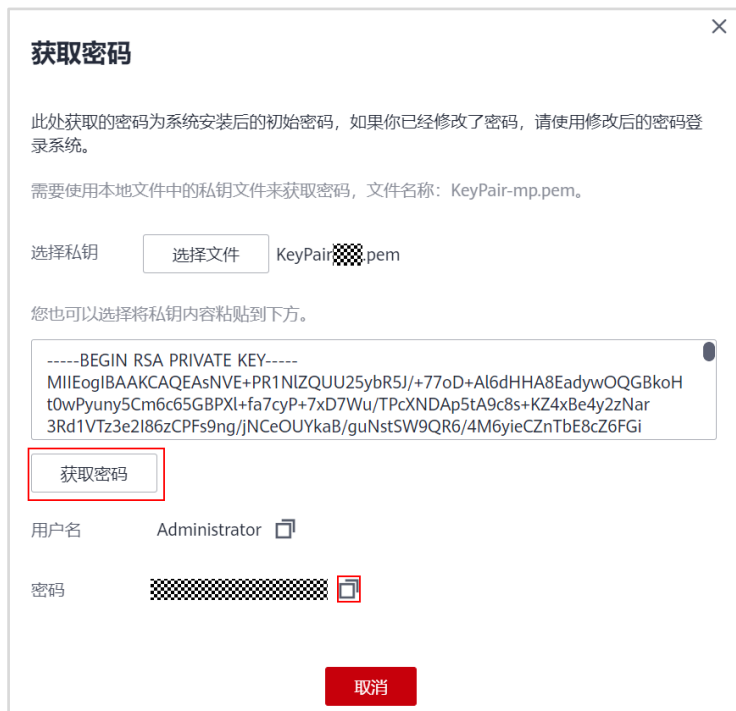 获取密码
此处获取的密码为系统安装后的初始密码，如果你已经修改了密码，请使用修改后的密码登
录系统。
需要使用本地文件中的私钥文件来获取密码，文件名称：KeyPair-mp.pem。
选择私钥 选择文件 KeyPair .pem
您也可以选择将私钥内容粘贴到下方。
-----BEGIN RSA PRIVATE KEY-----
MIIEogIBAAKCAQEAsNVE+PR1NlZQUU25ybR5J/+77oD+Al6dHHA8EadywOQGBkoH
t0wPyuny5Cm6c65GBPXl+fa7cyP+7xD7Wu/TPcXNDAp5tA9c8s+KZ4xBe4y2zNar
3Rd1VTz3e2I86zCPFs9ng/jNCeOUYkaB/guNstSW9QR6/4M6yieCZnTbE8cZ6FGi
获取密码
用户名 Administrator
密码
取消